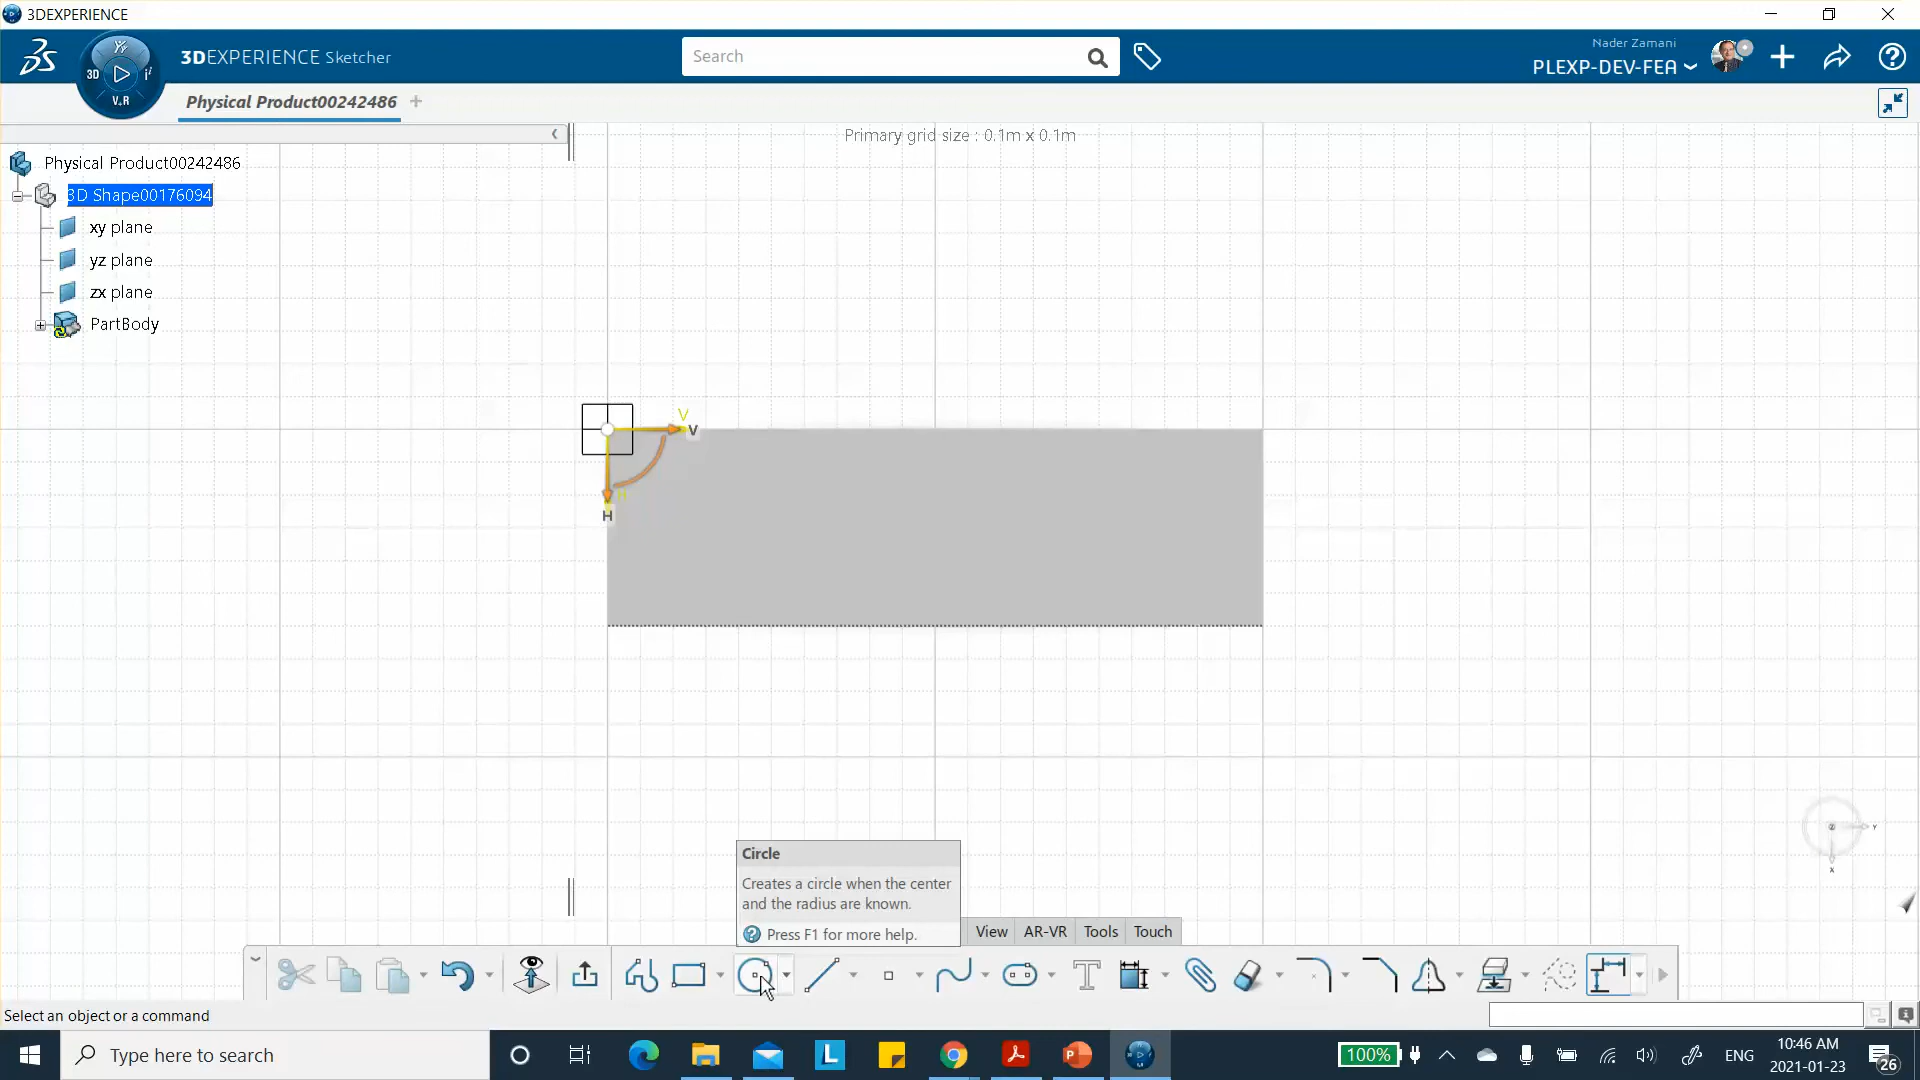 3DEXPERIENCE
3DEXPERIENCE Sketcher
Search
Nader Zamani
PLEXP-DEV-FEA
3D
V.R
Physical Product00242486
Primary grid size : 0.1m x 0.1m
Physical Product00242486
3D Shape00176094
xy plane
yz plane
zx plane
PartBody
V
V
H
H
Z
Y
X
Circle
Creates a circle when the center
and the radius are known.
Press F1 for more help.
View
AR-VR
Tools
Touch
Select an object or a command
Type here to search
100%
ENG
10:46 AM
2021-01-23
26